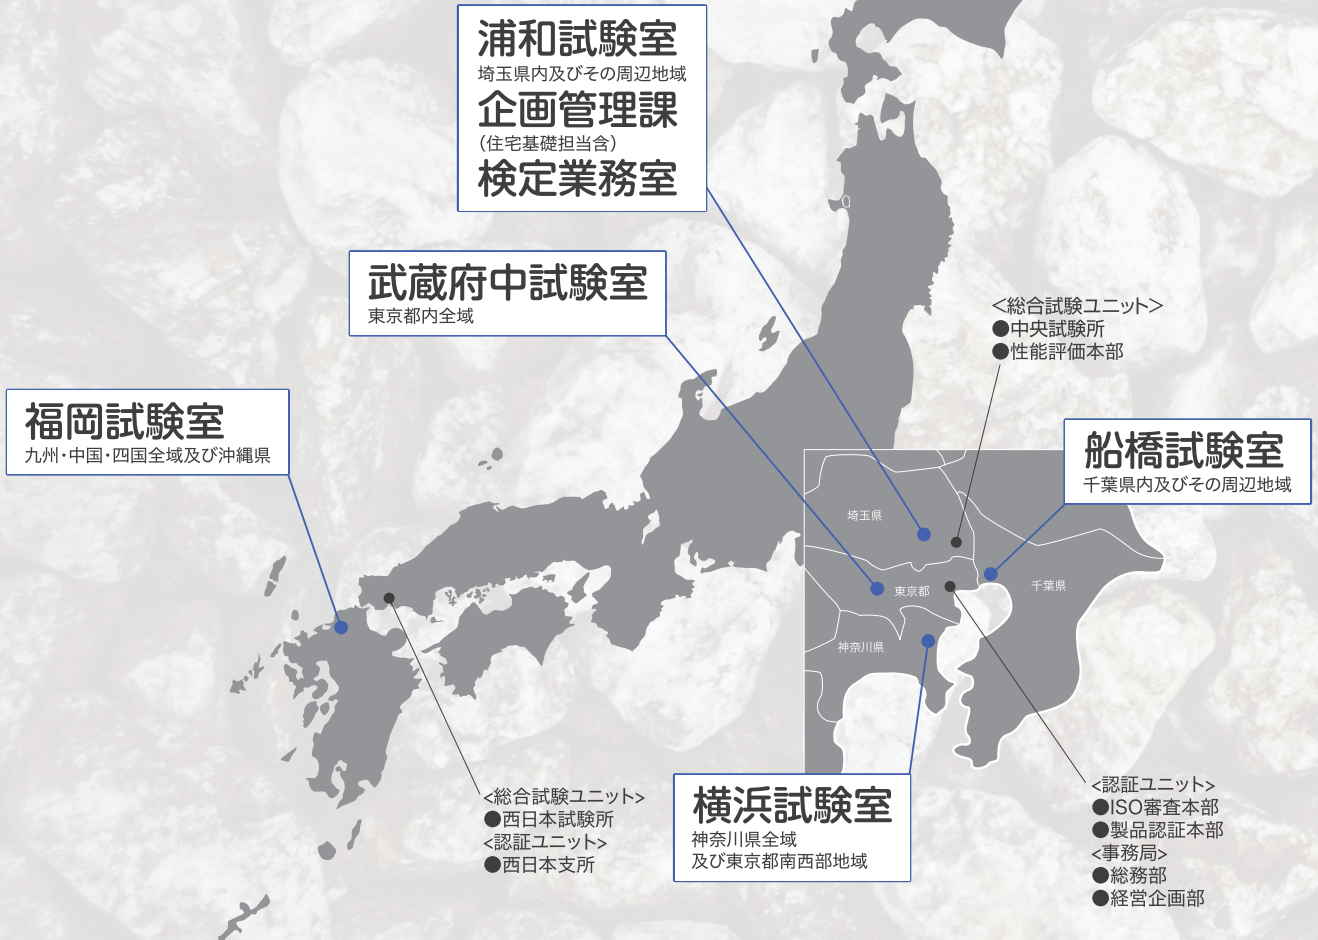 浦和試験室
埼玉県内及びその周辺地域
企画管理課
（住宅基礎担当含）
検定業務室
武蔵府中試験室
東京都内全域
<総合試験ユニット>
●中央試験所
●性能評価本部
福岡試験室
九州・中国・四国全域及び沖縄県
船橋試験室
千葉県内及びその周辺地域
埼玉県
東京都
千葉県
神奈川県
<総合試験ユニット>
●西日本試験所
<認証ユニット>
●西日本支所
横浜試験室
神奈川県全域
及び東京都南西部地域
<認証ユニット>
●ISO審査本部
●製品認証本部
<事務局>
●総務部
●経営企画部